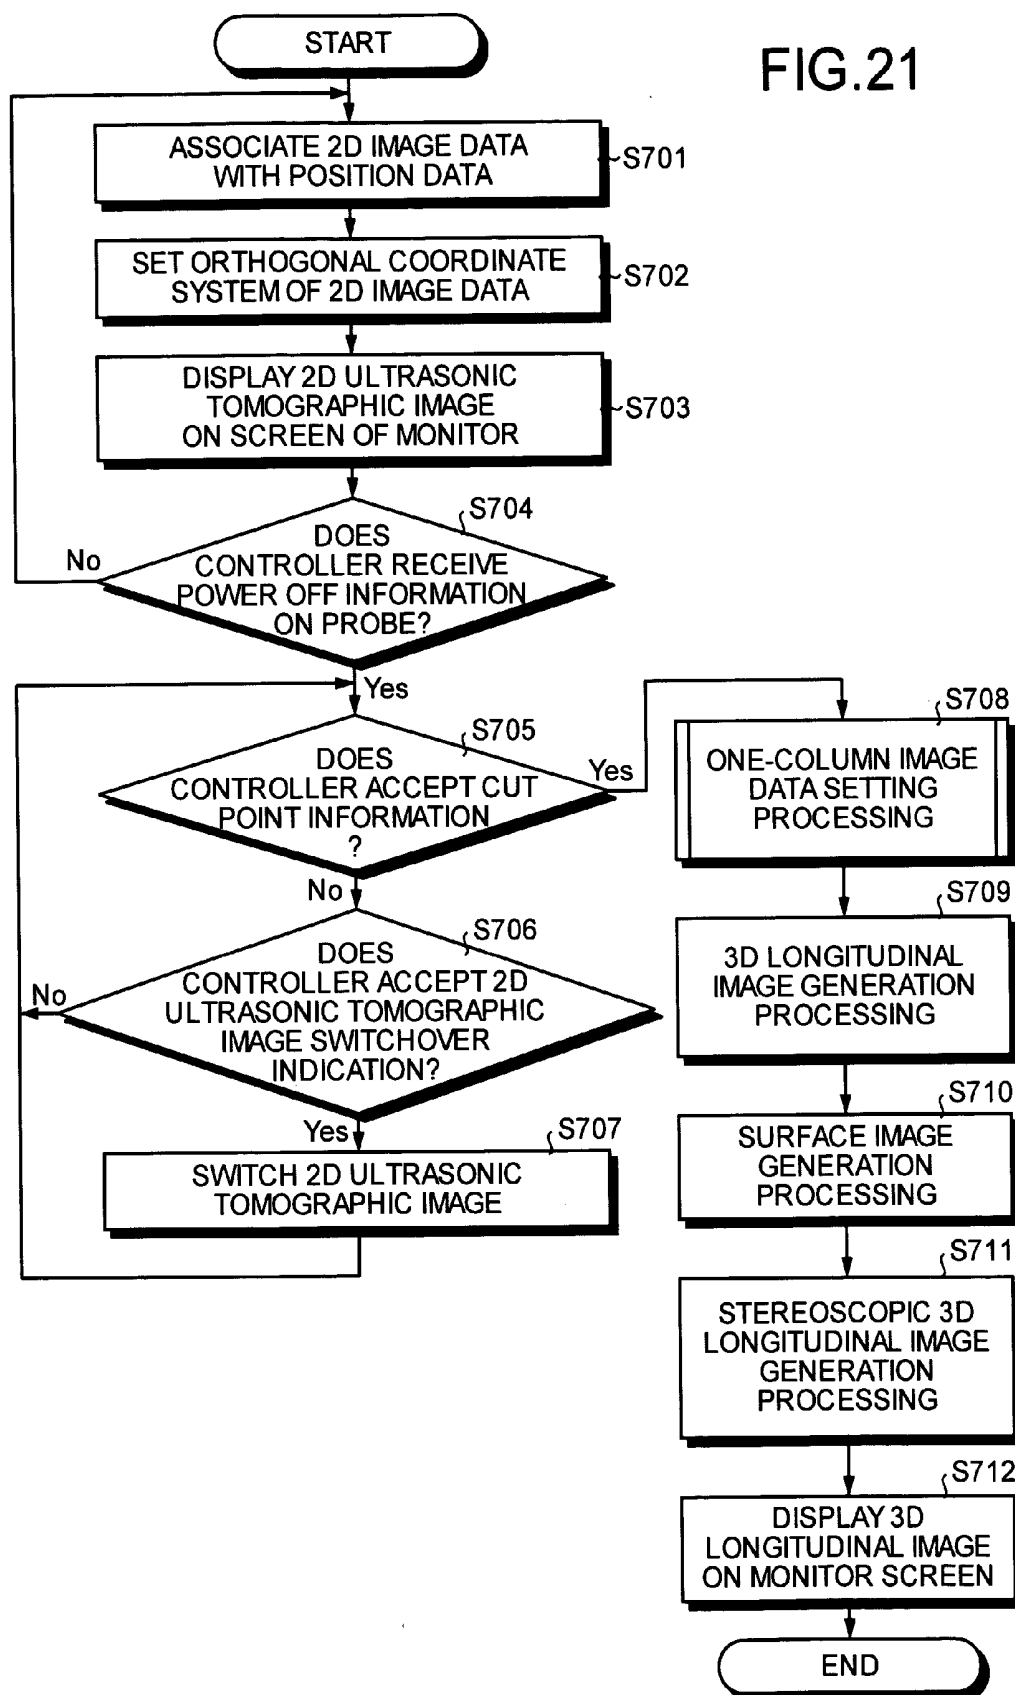 START
FIG.21
ASSOCIATE 2D IMAGE DATA
WITH POSITION DATA
S701
SET ORTHOGONAL COORDINATE
SYSTEM OF 2D IMAGE DATA
S702
DISPLAY 2D ULTRASONIC
TOMOGRAPHIC IMAGE
ON SCREEN OF MONITOR
S703
S704
DOES
CONTROLLER RECEIVE
POWER OFF INFORMATION
ON PROBE?
No
Yes
S705
DOES
CONTROLLER ACCEPT CUT
POINT INFORMATION
?
Yes
No
S706
DOES
CONTROLLER ACCEPT 2D
ULTRASONIC TOMOGRAPHIC
IMAGE SWITCHOVER
INDICATION?
No
Yes
S707
SWITCH 2D ULTRASONIC
TOMOGRAPHIC IMAGE
S708
ONE-COLUMN IMAGE
DATA SETTING
PROCESSING
S709
3D LONGITUDINAL
IMAGE GENERATION
PROCESSING
S710
SURFACE IMAGE
GENERATION
PROCESSING
S711
STEREOSCOPIC 3D
LONGITUDINAL IMAGE
GENERATION
PROCESSING
S712
DISPLAY 3D
LONGITUDINAL IMAGE
ON MONITOR SCREEN
END